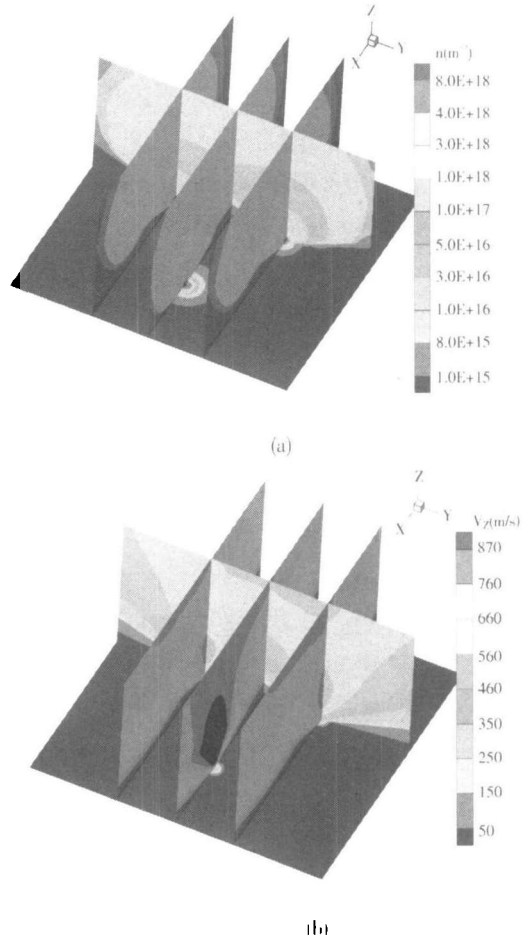 Z
X
Y
n(m⁻³)
8.0E+18
4.0E+18
3.0E+18
1.0E+18
1.0E+17
5.0E+16
3.0E+16
1.0E+16
8.0E+15
1.0E+15
(a)
Z
X
Y
V_Z(m/s)
870
760
660
560
460
350
250
150
50
(b)